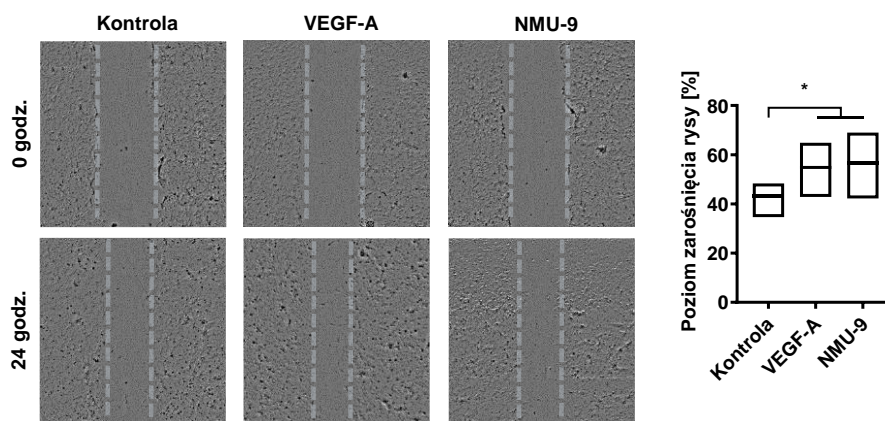 Kontrola VEGF-A NMU-9
0 godz.
24 godz.
Poziom zarośnięcia rysy [%]
80
60
40
20
0
*
Kontrola
VEGF-A
NMU-9